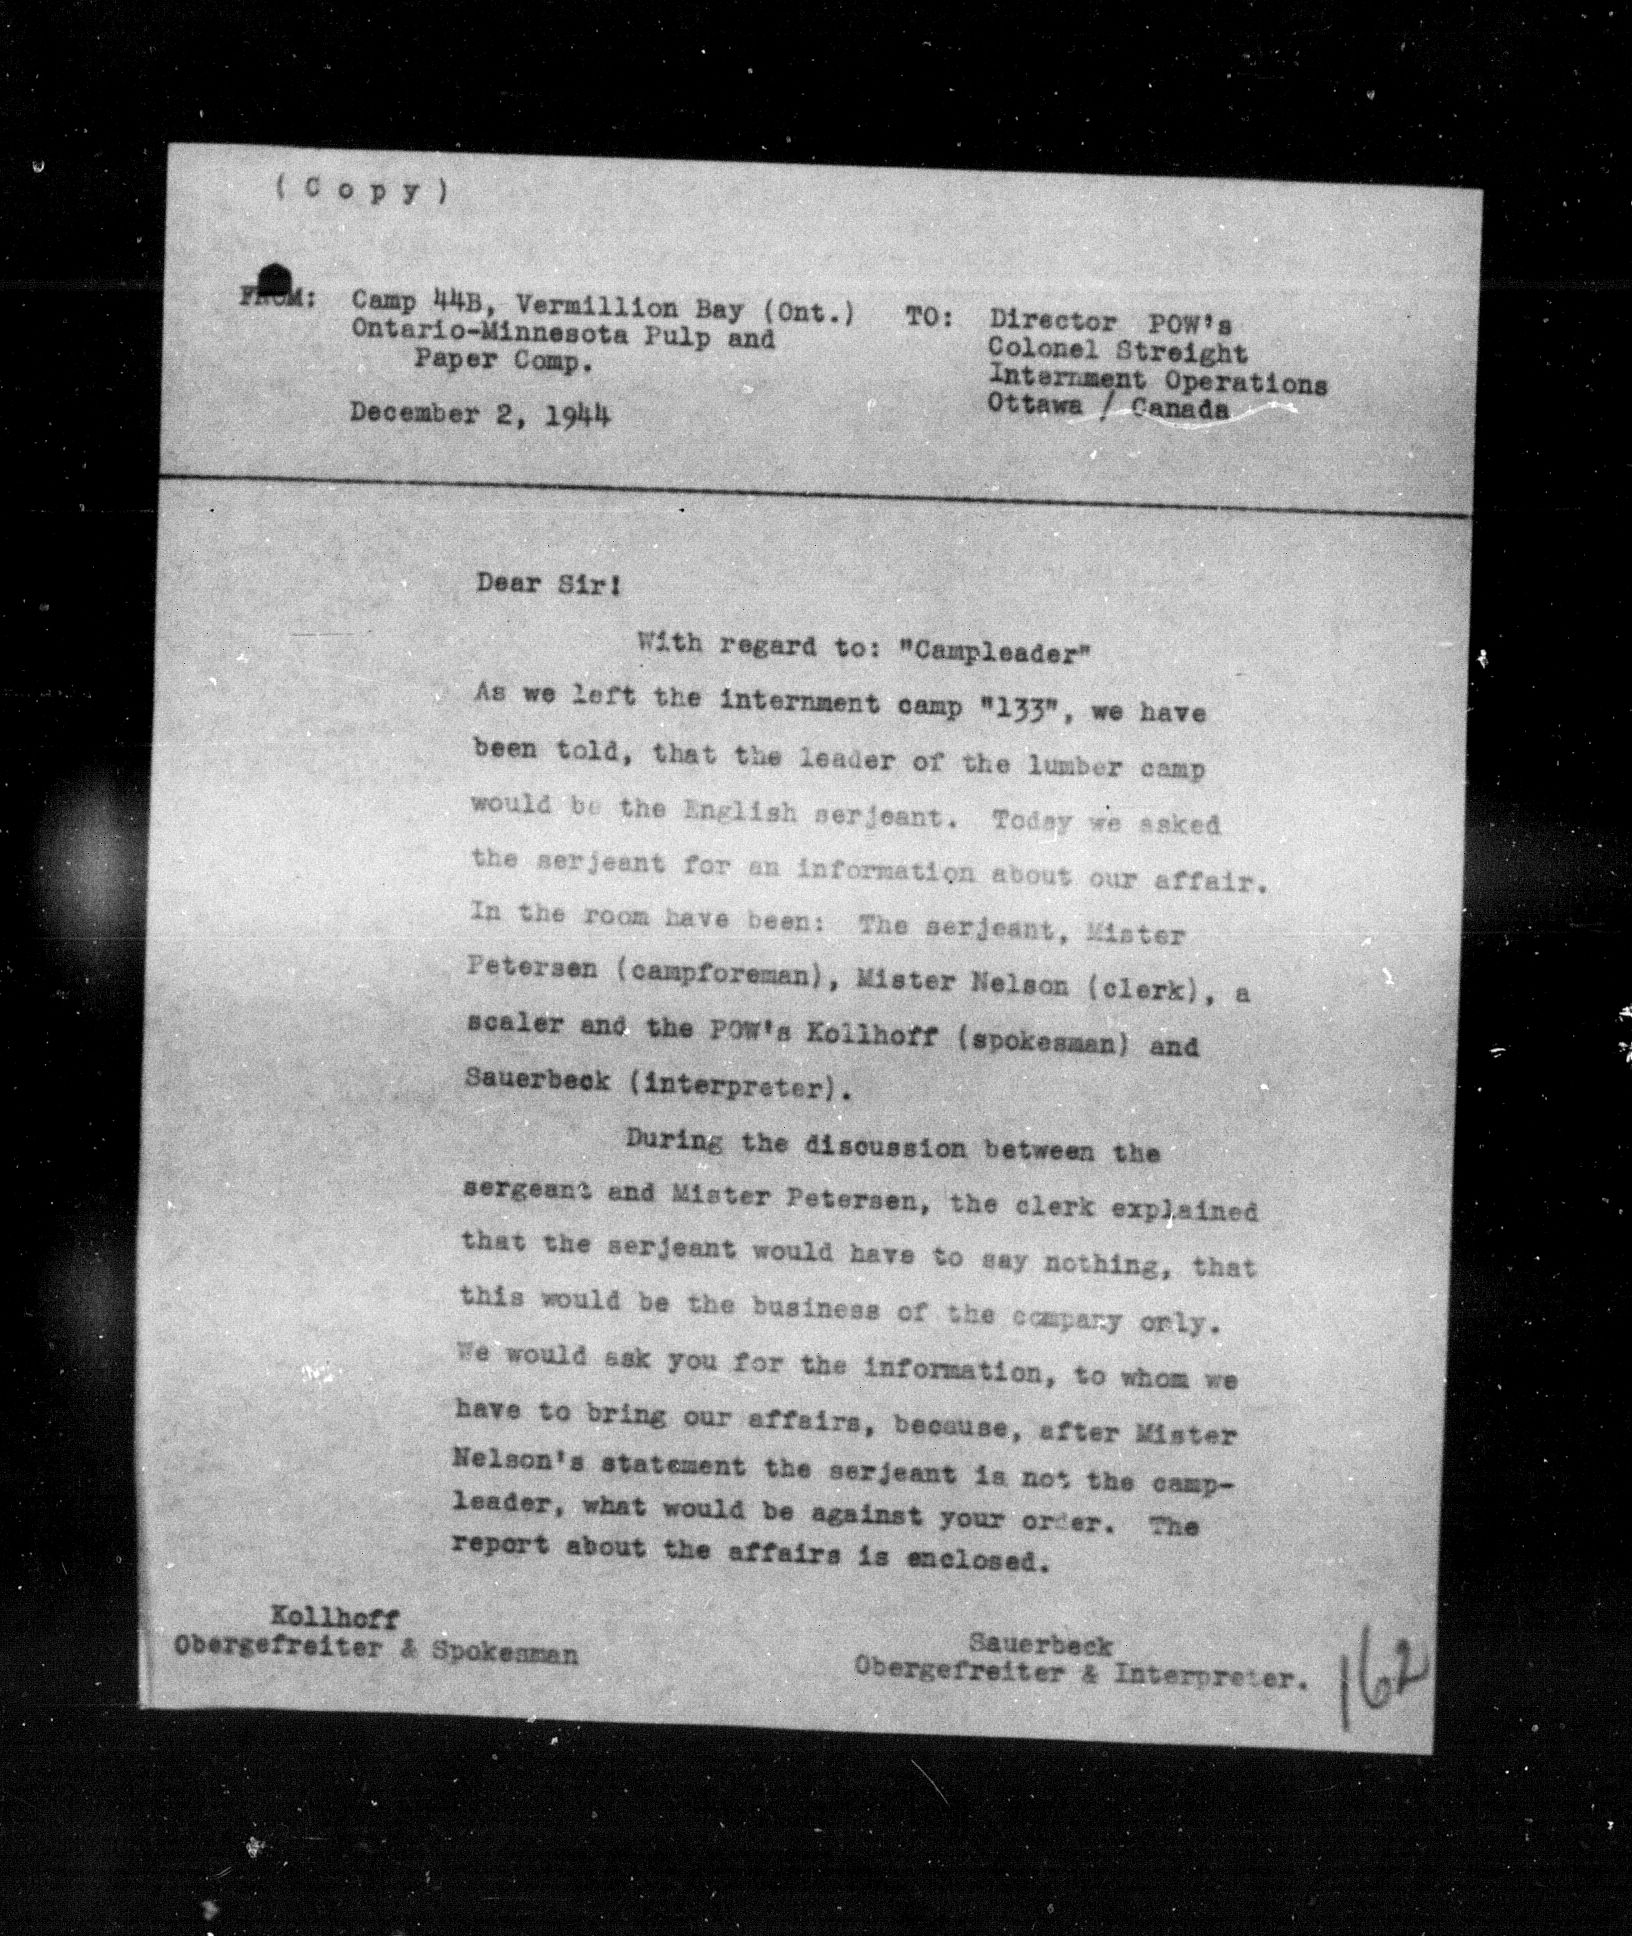 ( C o p y )
FROM: Camp 44B, Vermillion Bay (Ont.) TO: Director POW's
Ontario-Minnesota Pulp and Colonel Streight
Paper Comp. Internment Operations
December 2, 1944 Ottawa / Canada
Dear Sir!
With regard to: "Campleader"
As we left the internment camp "133", we have
been told, that the leader of the lumber camp
would be the English serjeant. Today we asked
the serjeant for an information about our affair.
In the room have been: The serjeant, Mister
Petersen (campforeman), Mister Nelson (clerk), a
scaler and the POW's Kollhoff (spokesman) and
Sauerbeck (interpreter).
During the discussion between the
sergeant and Mister Petersen, the clerk explained
that the serjeant would have to say nothing, that
this would be the business of the company only.
We would ask you for the information, to whom we
have to bring our affairs, because, after Mister
Nelson's statement the serjeant is not the camp-
leader, what would be against your order. The
report about the affairs is enclosed.
Kollhoff Sauerbeck
Obergefreiter & Spokesman Obergefreiter & Interpreter.
162